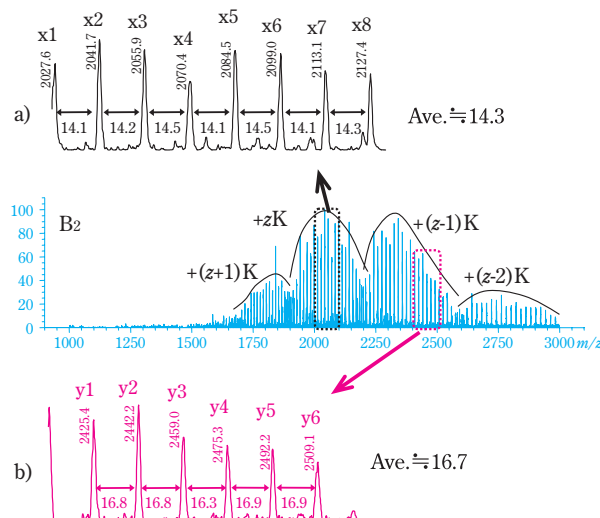 x1 x2 x3 x4 x5 x6 x7 x8
2027.6 2041.7 2055.9 2070.4 2084.5 2099.0 2113.1 2127.4
a) 14.1 14.2 14.5 14.1 14.5 14.1 14.3 Ave.≒14.3
B2
100
80
60
40
20
0
+(z+1)K +zK +(z-1)K +(z-2)K
1000 1250 1500 1750 2000 2250 2500 2750 3000 m/z
y1 y2 y3 y4 y5 y6
2425.4 2442.2 2459.0 2475.3 2492.2 2509.1
b) 16.8 16.8 16.3 16.9 16.9 Ave.≒16.7